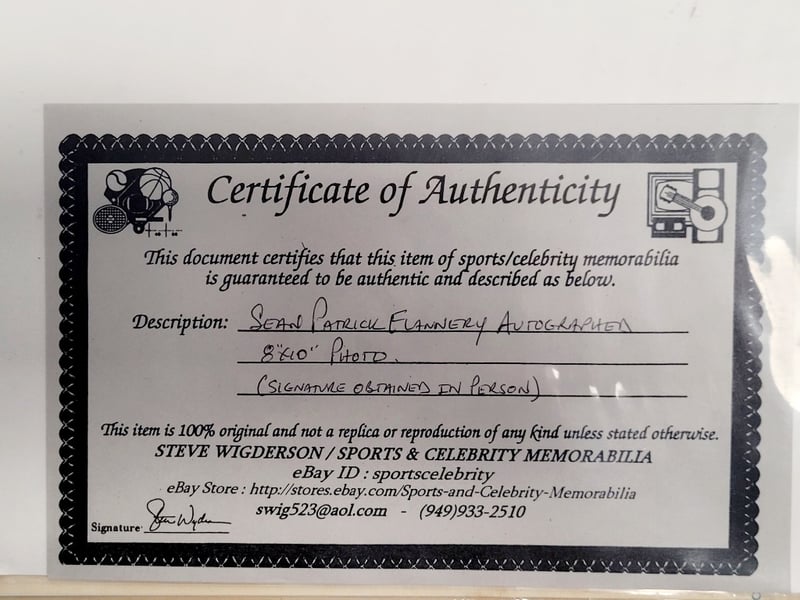 Certificate of Authenticity
This document certifies that this item of sports/celebrity memorabilia
is guaranteed to be authentic and described as below.
Description: SEAN PATRICK FLANNERY AUTOGRAPHED
8"x10" PHOTO.
(SIGNATURE OBTAINED IN PERSON)
This item is 100% original and not a replica or reproduction of any kind unless stated otherwise.
STEVE WIGDERSON / SPORTS & CELEBRITY MEMORABILIA
eBay ID : sportscelebrity
eBay Store : http://stores.ebay.com/Sports-and-Celebrity-Memorabilia
swig523@aol.com - (949)933-2510
Signature: